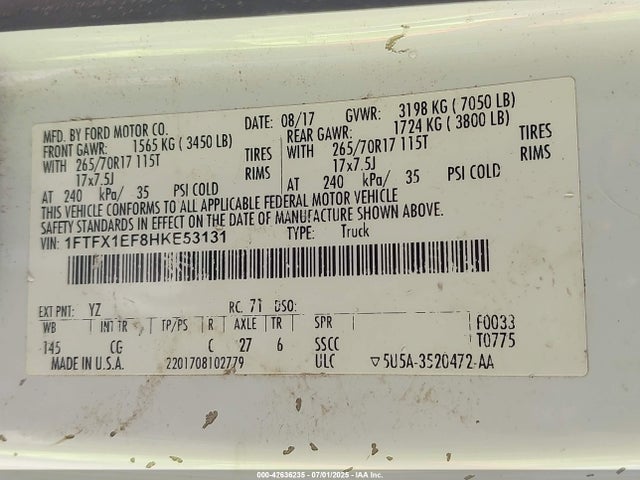 MFD. BY FORD MOTOR CO.
DATE: 08/17 GVWR: 3198 KG ( 7050 LB)
FRONT GAWR: 1565 KG ( 3450 LB)
REAR GAWR: 1724 KG ( 3800 LB)
WITH 265/70R17 115T TIRES
WITH 265/70R17 115T TIRES
17x7.5J RIMS
17x7.5J RIMS
AT 240 kPa/ 35 PSI COLD
AT 240 kPa/ 35 PSI COLD
THIS VEHICLE CONFORMS TO ALL APPLICABLE FEDERAL MOTOR VEHICLE
SAFETY STANDARDS IN EFFECT ON THE DATE OF MANUFACTURE SHOWN ABOVE.
VIN: 1FTFX1EF8HKE53131 TYPE: Truck
EXT PNT: YZ RC: 71 DSO:
WB INT TR TP/PS R AXLE TR SPR F0033
145 CG C 27 6 SSCC T0775
MADE IN U.S.A. 2201708102779 ULC ▽5U5A-3520472-AA
000-42636235 - 07/01/2025 - IAA Inc.